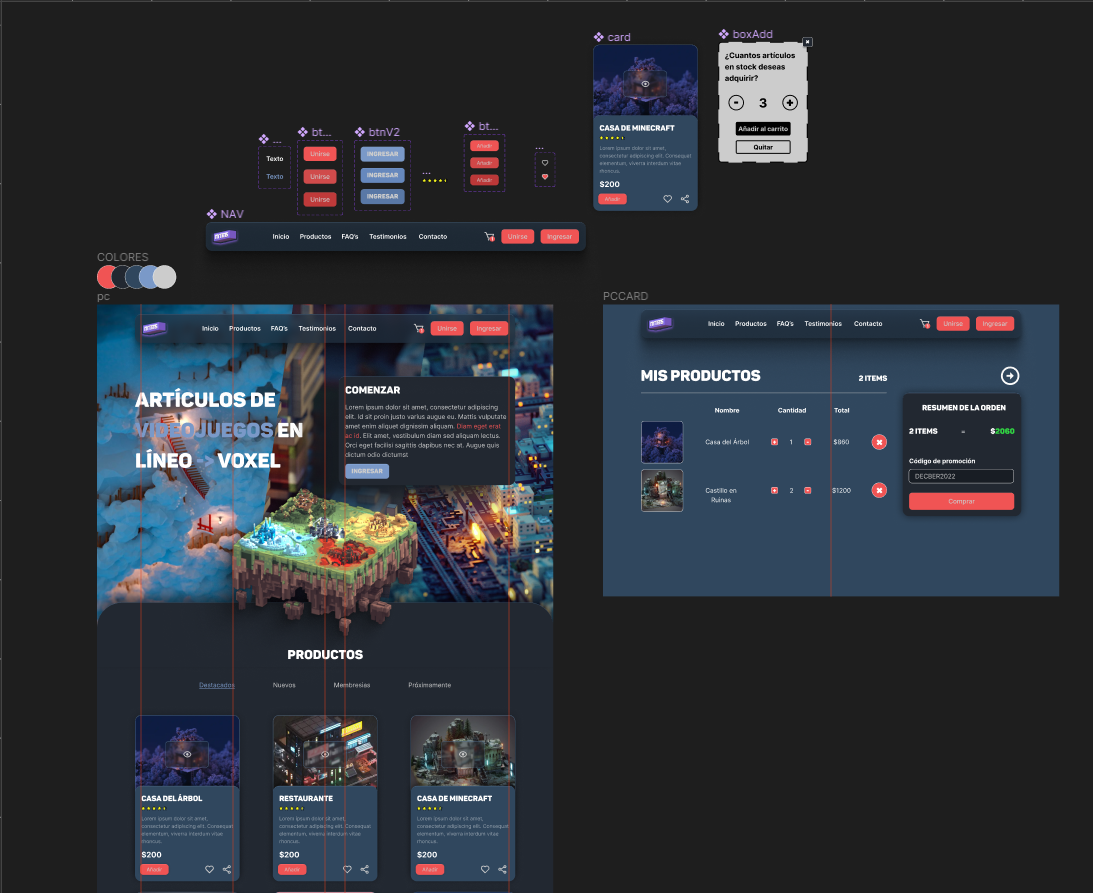 card
boxAdd
¿Cuantos artículos
en stock deseas
adquirir?
-
3
+
Añadir al carrito
Quitar
CASA DE MINECRAFT
Lorem ipsum dolor sit amet,
consectetur adipiscing elit. Consequat
elementum, viverra interdum vitae
rhoncus.
$200
Añadir
...
bt...
btnV2
bt...
...
...
Texto
Texto
Unirse
Unirse
Unirse
INGRESAR
INGRESAR
INGRESAR
Añadir
Añadir
Añadir
NAV
Inicio
Productos
FAQ's
Testimonios
Contacto
Unirse
Ingresar
COLORES
pc
Inicio
Productos
FAQ's
Testimonios
Contacto
Unirse
Ingresar
ARTÍCULOS DE
VIDEOJUEGOS EN
LÍNEO VOXEL
COMENZAR
Lorem ipsum dolor sit amet, consectetur adipiscing
elit. Id sit proin justo varius augue eu. Mattis vulputate
amet enim aliquet dignissim aliquam. Diam eget erat
ac id. Elit amet, vestibulum diam sed aliquam lectus.
Orci eget facilisi sagittis dapibus nec at. Augue quis
dictum odio dictumst
INGRESAR
PRODUCTOS
Destacados
Nuevos
Membresias
Próximamente
CASA DEL ÁRBOL
Lorem ipsum dolor sit amet,
consectetur adipiscing elit. Consequat
elementum, viverra interdum vitae
rhoncus.
$200
Añadir
RESTAURANTE
Lorem ipsum dolor sit amet,
consectetur adipiscing elit. Consequat
elementum, viverra interdum vitae
rhoncus.
$200
Añadir
CASA DE MINECRAFT
Lorem ipsum dolor sit amet,
consectetur adipiscing elit. Consequat
elementum, viverra interdum vitae
rhoncus.
$200
Añadir
PCCARD
Inicio
Productos
FAQ's
Testimonios
Contacto
Unirse
Ingresar
MIS PRODUCTOS
2 ITEMS
Nombre
Cantidad
Total
Casa del Árbol
1
$860
Castillo en
Ruinas
2
$1200
RESUMEN DE LA ORDEN
2 ITEMS
=
$2060
Código de promoción
DECBER2022
Comprar